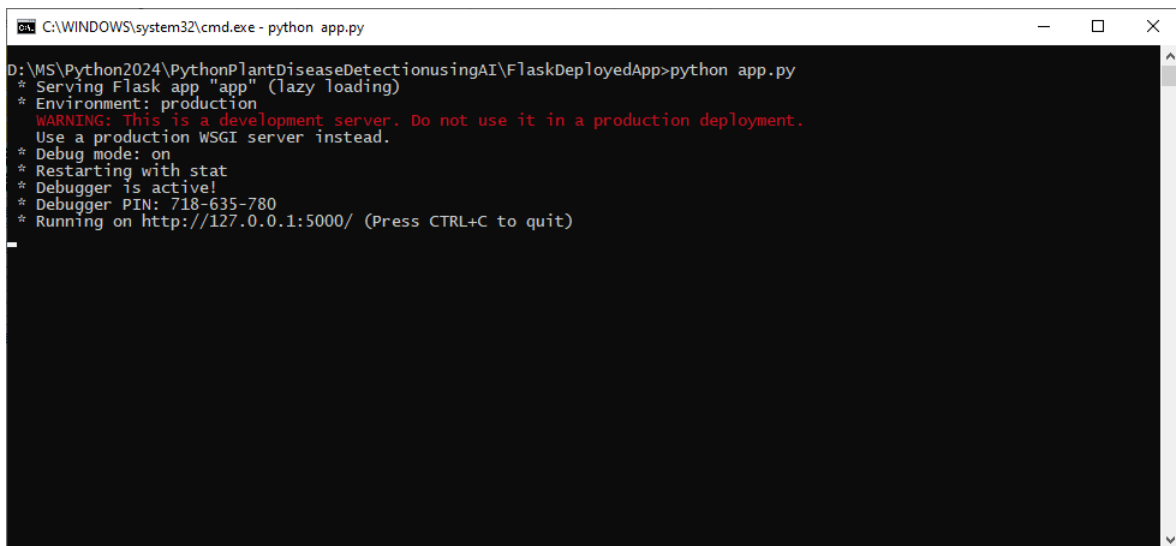 C:\WINDOWS\system32\cmd.exe - python  app.py
D:\MS\Python2024\PythonPlantDiseaseDetectionusingAI\FlaskDeployedApp>python app.py
 * Serving Flask app "app" (lazy loading)
 * Environment: production
   WARNING: This is a development server. Do not use it in a production deployment.
   Use a production WSGI server instead.
 * Debug mode: on
 * Restarting with stat
 * Debugger is active!
 * Debugger PIN: 718-635-780
 * Running on http://127.0.0.1:5000/ (Press CTRL+C to quit)